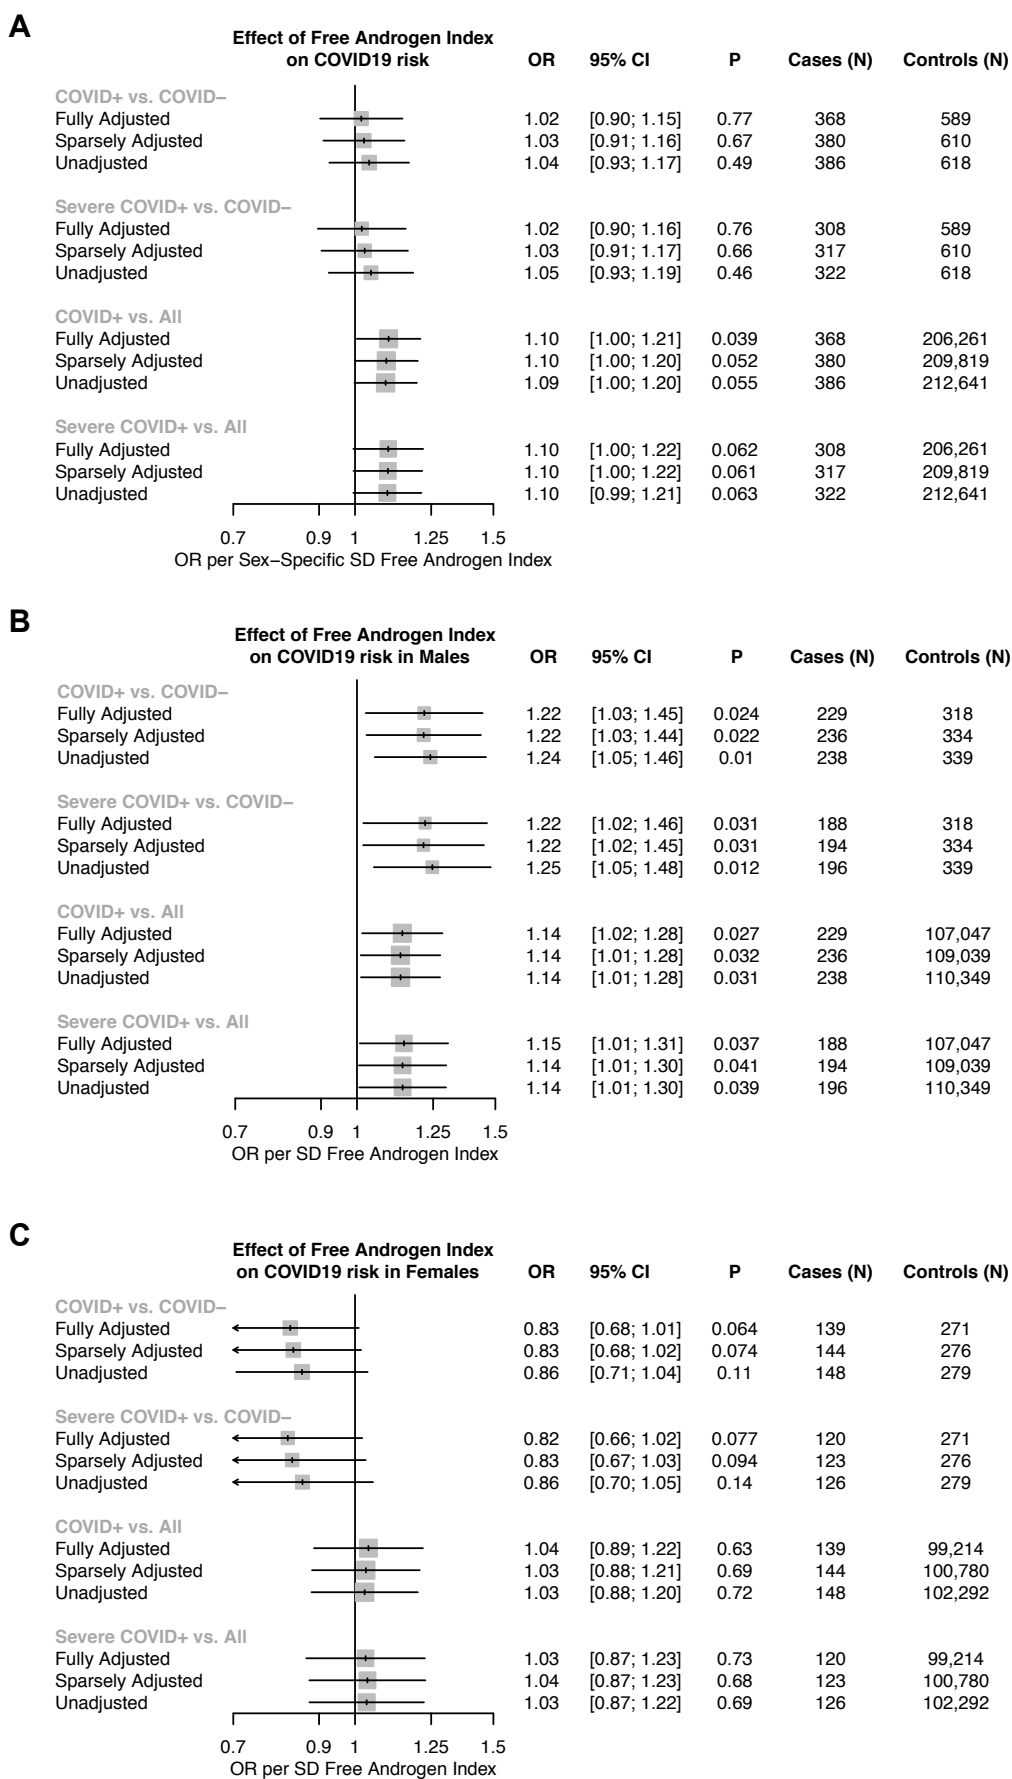 A
Effect of Free Androgen Index
on COVID19 risk OR 95% CI P Cases (N) Controls (N)
COVID+ vs. COVID−
Fully Adjusted 1.02 [0.90; 1.15] 0.77 368 589
Sparsely Adjusted 1.03 [0.91; 1.16] 0.67 380 610
Unadjusted 1.04 [0.93; 1.17] 0.49 386 618
Severe COVID+ vs. COVID−
Fully Adjusted 1.02 [0.90; 1.16] 0.76 308 589
Sparsely Adjusted 1.03 [0.91; 1.17] 0.66 317 610
Unadjusted 1.05 [0.93; 1.19] 0.46 322 618
COVID+ vs. All
Fully Adjusted 1.10 [1.00; 1.21] 0.039 368 206,261
Sparsely Adjusted 1.10 [1.00; 1.20] 0.052 380 209,819
Unadjusted 1.09 [1.00; 1.20] 0.055 386 212,641
Severe COVID+ vs. All
Fully Adjusted 1.10 [1.00; 1.22] 0.062 308 206,261
Sparsely Adjusted 1.10 [1.00; 1.22] 0.061 317 209,819
Unadjusted 1.10 [0.99; 1.21] 0.063 322 212,641
0.7 0.9 1 1.25 1.5
OR per Sex−Specific SD Free Androgen Index
B
Effect of Free Androgen Index
on COVID19 risk in Males OR 95% CI P Cases (N) Controls (N)
COVID+ vs. COVID−
Fully Adjusted 1.22 [1.03; 1.45] 0.024 229 318
Sparsely Adjusted 1.22 [1.03; 1.44] 0.022 236 334
Unadjusted 1.24 [1.05; 1.46] 0.01 238 339
Severe COVID+ vs. COVID−
Fully Adjusted 1.22 [1.02; 1.46] 0.031 188 318
Sparsely Adjusted 1.22 [1.02; 1.45] 0.031 194 334
Unadjusted 1.25 [1.05; 1.48] 0.012 196 339
COVID+ vs. All
Fully Adjusted 1.14 [1.02; 1.28] 0.027 229 107,047
Sparsely Adjusted 1.14 [1.01; 1.28] 0.032 236 109,039
Unadjusted 1.14 [1.01; 1.28] 0.031 238 110,349
Severe COVID+ vs. All
Fully Adjusted 1.15 [1.01; 1.31] 0.037 188 107,047
Sparsely Adjusted 1.14 [1.01; 1.30] 0.041 194 109,039
Unadjusted 1.14 [1.01; 1.30] 0.039 196 110,349
0.7 0.9 1 1.25 1.5
OR per SD Free Androgen Index
C
Effect of Free Androgen Index
on COVID19 risk in Females OR 95% CI P Cases (N) Controls (N)
COVID+ vs. COVID−
Fully Adjusted 0.83 [0.68; 1.01] 0.064 139 271
Sparsely Adjusted 0.83 [0.68; 1.02] 0.074 144 276
Unadjusted 0.86 [0.71; 1.04] 0.11 148 279
Severe COVID+ vs. COVID−
Fully Adjusted 0.82 [0.66; 1.02] 0.077 120 271
Sparsely Adjusted 0.83 [0.67; 1.03] 0.094 123 276
Unadjusted 0.86 [0.70; 1.05] 0.14 126 279
COVID+ vs. All
Fully Adjusted 1.04 [0.89; 1.22] 0.63 139 99,214
Sparsely Adjusted 1.03 [0.88; 1.21] 0.69 144 100,780
Unadjusted 1.03 [0.88; 1.20] 0.72 148 102,292
Severe COVID+ vs. All
Fully Adjusted 1.03 [0.87; 1.23] 0.73 120 99,214
Sparsely Adjusted 1.04 [0.87; 1.23] 0.68 123 100,780
Unadjusted 1.03 [0.87; 1.22] 0.69 126 102,292
0.7 0.9 1 1.25 1.5
OR per SD Free Androgen Index